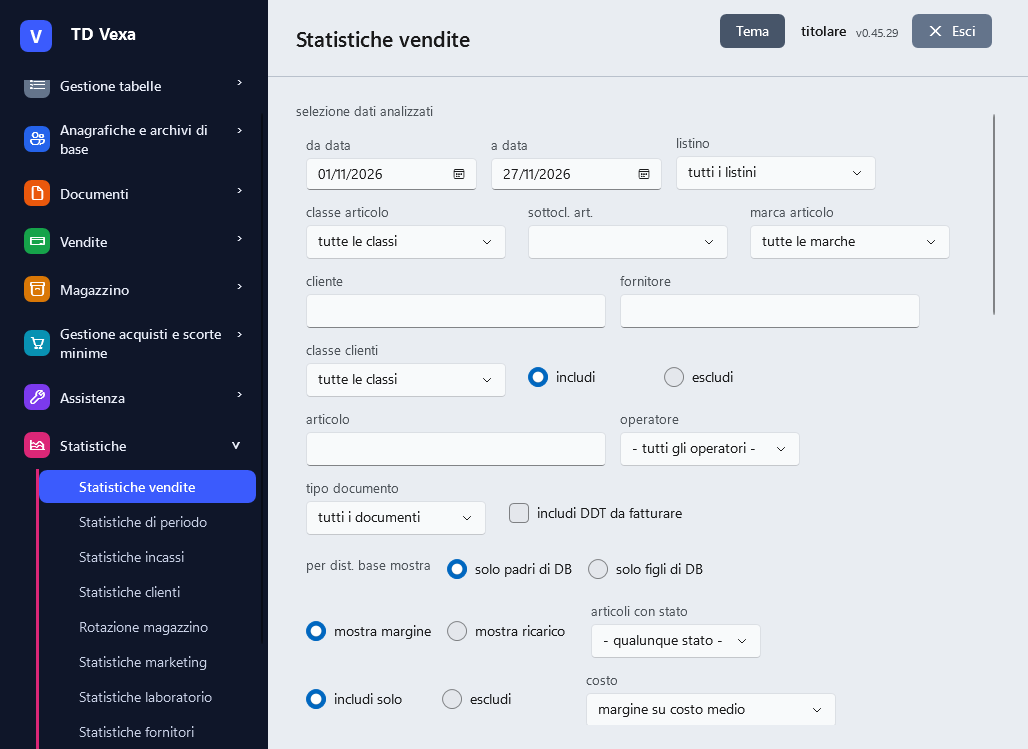 V
TD Vexa
Gestione tabelle
Anagrafiche e archivi di
base
Documenti
Vendite
Magazzino
Gestione acquisti e scorte
minime
Assistenza
Statistiche
Statistiche vendite
Statistiche di periodo
Statistiche incassi
Statistiche clienti
Rotazione magazzino
Statistiche marketing
Statistiche laboratorio
Statistiche fornitori
Statistiche vendite
Tema
titolare
v0.45.29
Esci
selezione dati analizzati
da data
a data
listino
01/11/2026
27/11/2026
tutti i listini
classe articolo
sottocl. art.
marca articolo
tutte le classi
tutte le marche
cliente
fornitore
classe clienti
tutte le classi
includi
escludi
articolo
operatore
- tutti gli operatori -
tipo documento
tutti i documenti
includi DDT da fatturare
per dist. base mostra
solo padri di DB
solo figli di DB
articoli con stato
mostra margine
mostra ricarico
- qualunque stato -
costo
includi solo
escludi
margine su costo medio